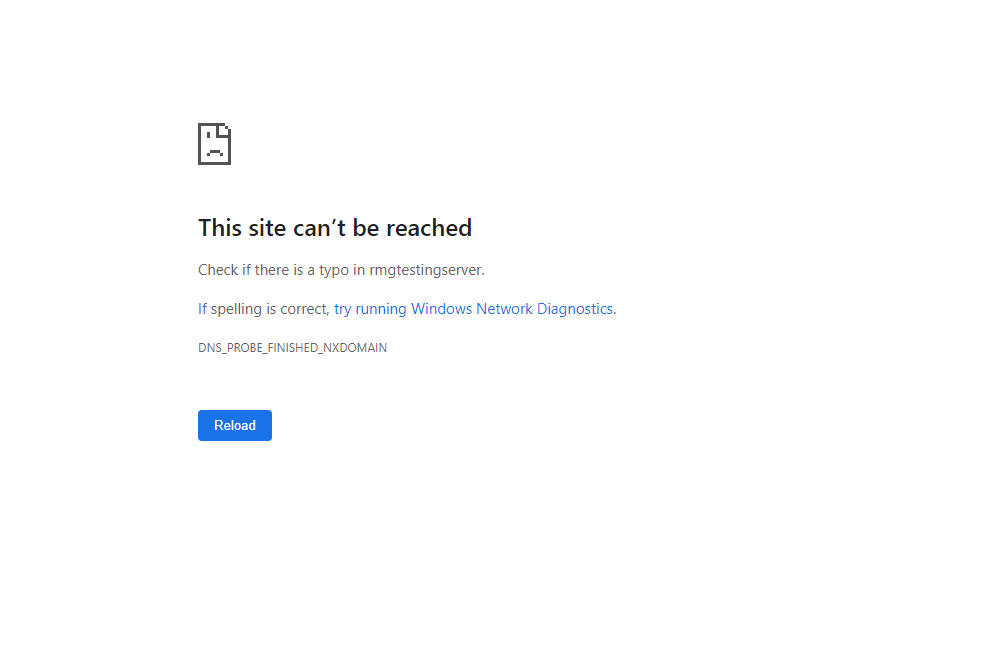 This site can’t be reached
Check if there is a typo in rmgtestingserver.
If spelling is correct, try running Windows Network Diagnostics.
DNS_PROBE_FINISHED_NXDOMAIN
Reload